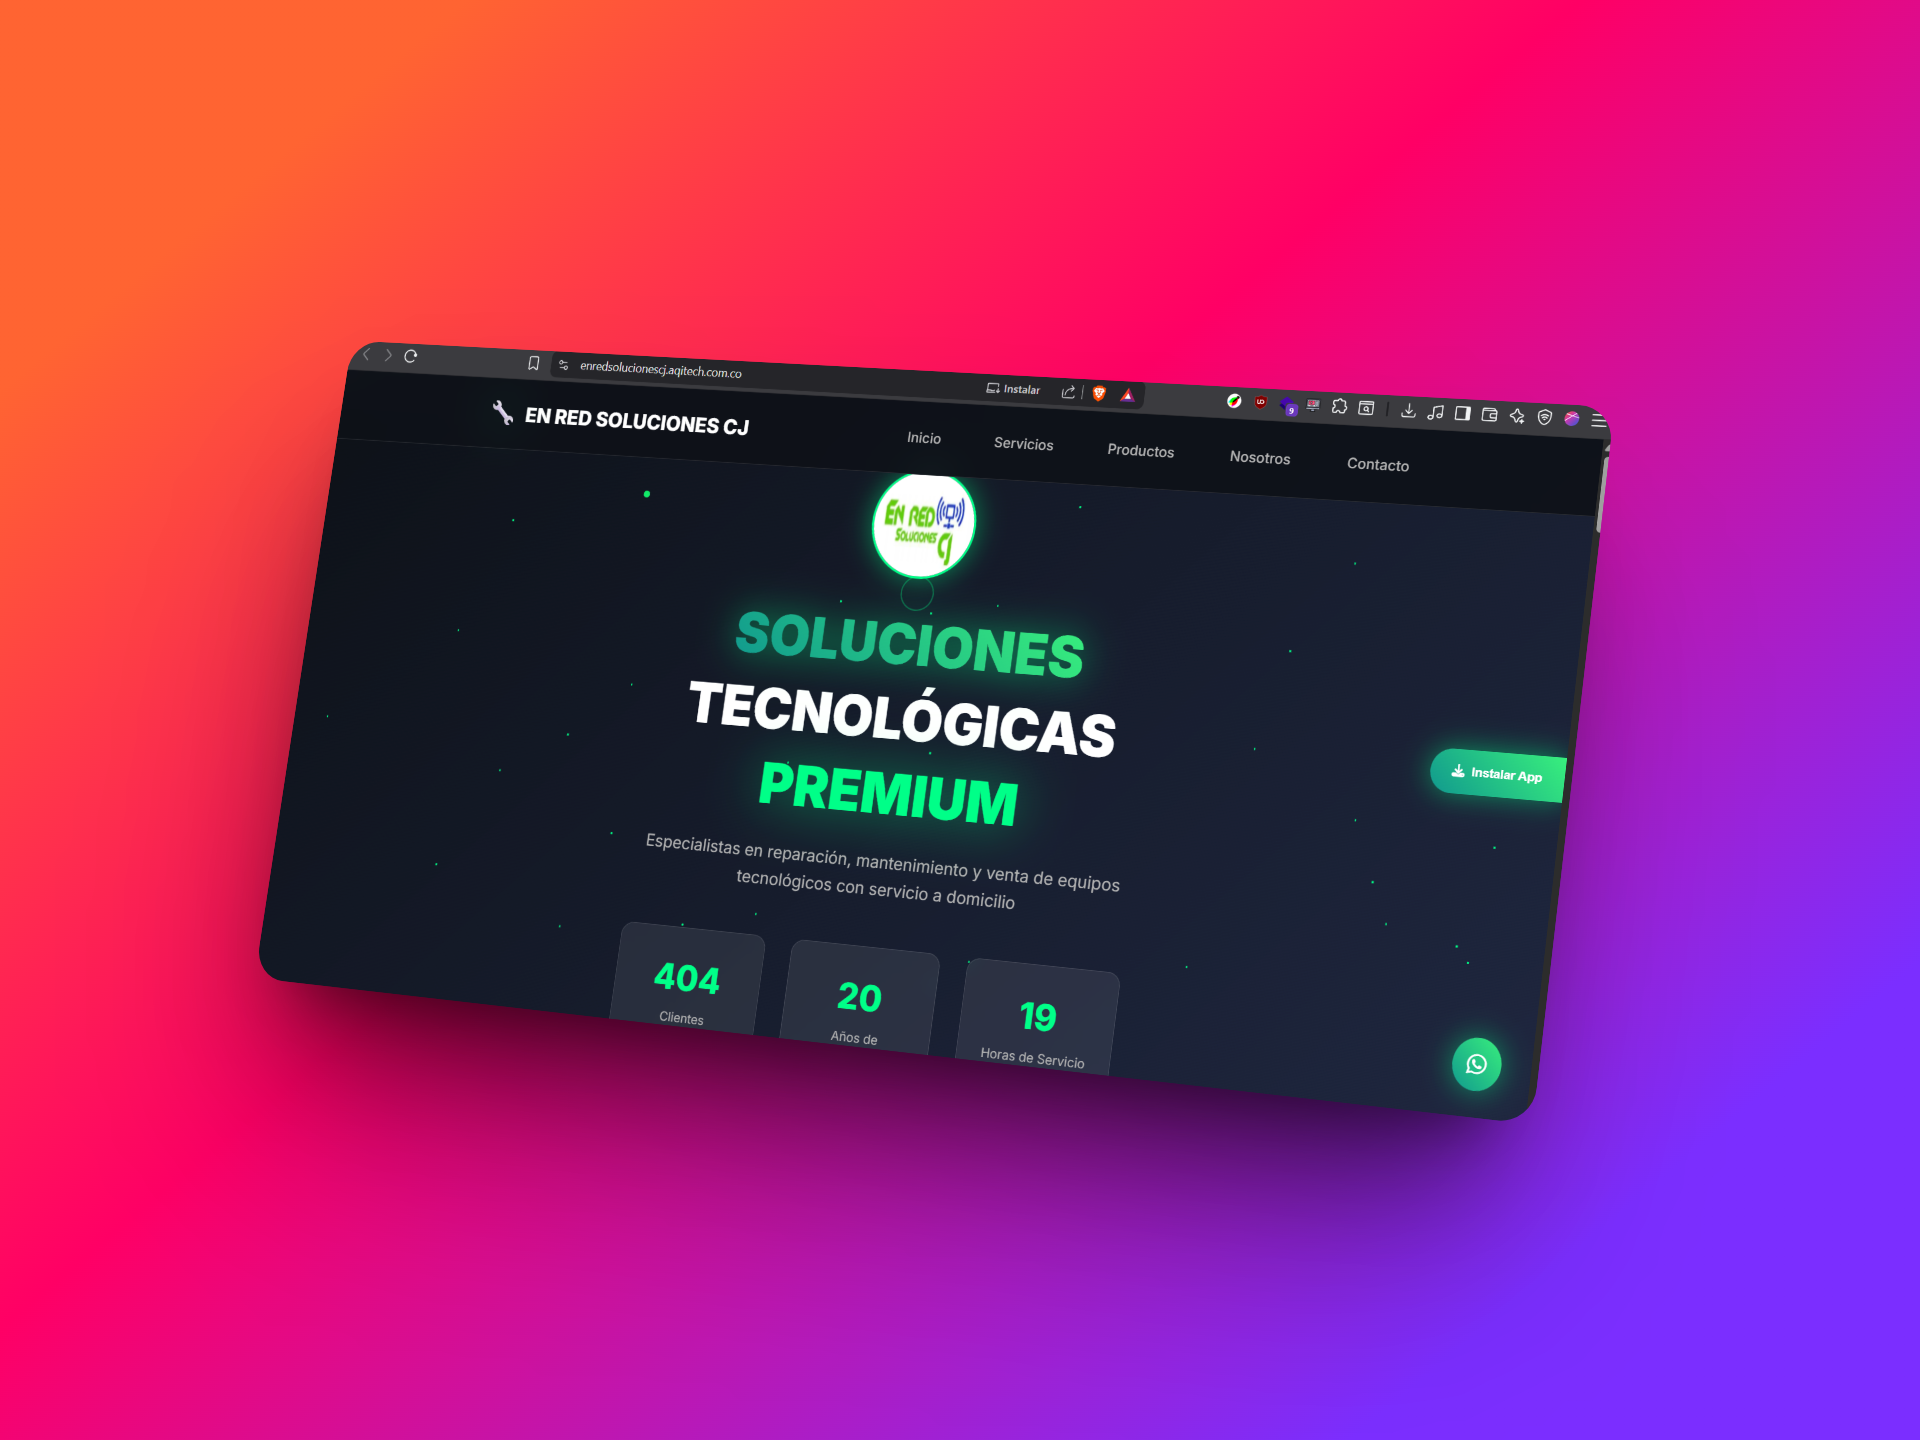 enredsolucionescj.aqitech.com.co
Instalar
9
EN RED SOLUCIONES CJ
Inicio
Servicios
Productos
Nosotros
Contacto
EN RED
SOLUCIONES
CJ
SOLUCIONES
TECNOLÓGICAS
PREMIUM
Instalar App
Especialistas en reparación, mantenimiento y venta de equipos
tecnológicos con servicio a domicilio
404
Clientes
20
Años de
19
Horas de Servicio